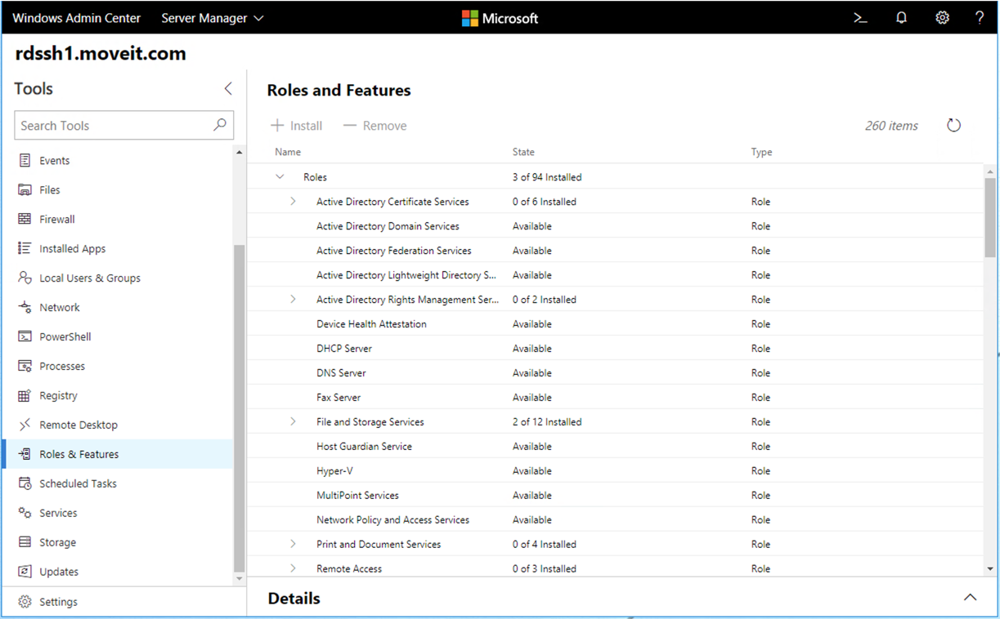 Windows Admin Center Server Manager Microsoft
rdssh1.moveit.com
Tools
Search Tools
Events
Files
Firewall
Installed Apps
Local Users & Groups
Network
PowerShell
Processes
Registry
Remote Desktop
Roles & Features
Scheduled Tasks
Services
Storage
Updates
Settings
Roles and Features
Install Remove 260 items
Name State Type
Roles 3 of 94 Installed
Active Directory Certificate Services 0 of 6 Installed Role
Active Directory Domain Services Available Role
Active Directory Federation Services Available Role
Active Directory Lightweight Directory S... Available Role
Active Directory Rights Management Ser... 0 of 2 Installed Role
Device Health Attestation Available Role
DHCP Server Available Role
DNS Server Available Role
Fax Server Available Role
File and Storage Services 2 of 12 Installed Role
Host Guardian Service Available Role
Hyper-V Available Role
MultiPoint Services Available Role
Network Policy and Access Services Available Role
Print and Document Services 0 of 4 Installed Role
Remote Access 0 of 3 Installed Role
Details